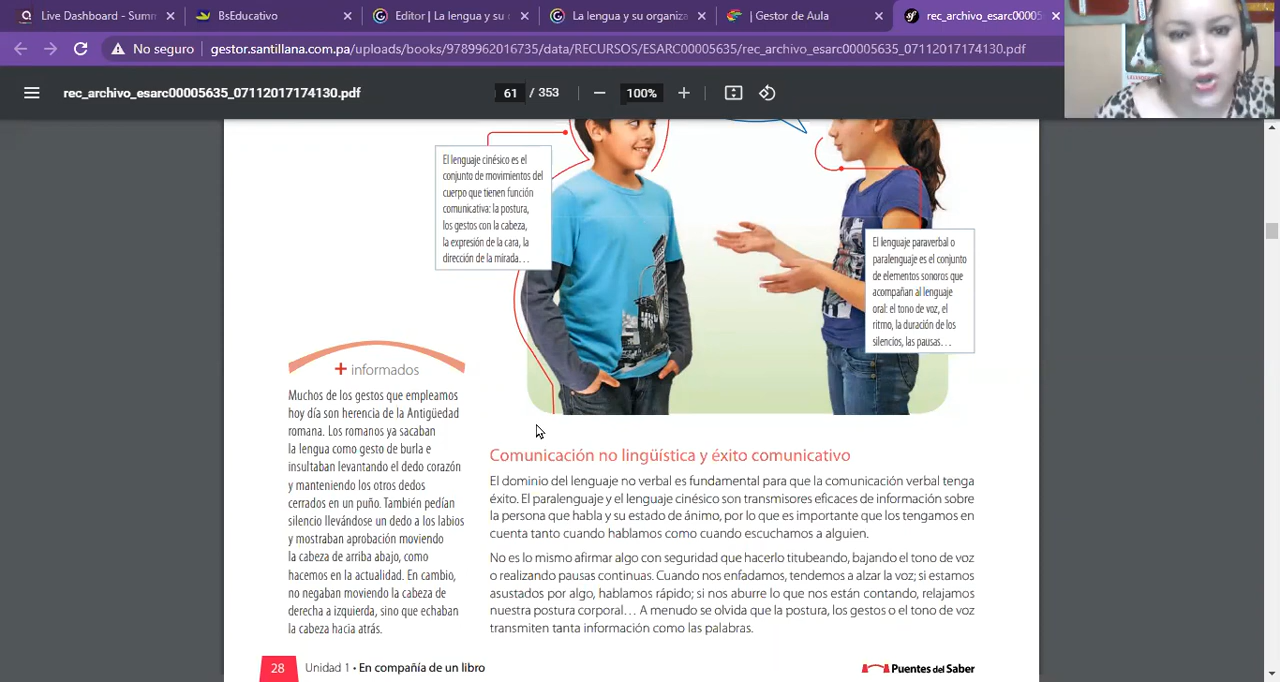 Live Dashboard - Summ
BsEducativo
Editor | La lengua y su o
La lengua y su organiza
| Gestor de Aula
rec_archivo_esarc000056
No seguro
gestor.santillana.com.pa/uploads/books/9789962016735/data/RECURSOS/ESARC00005635/rec_archivo_esarc00005635_07112017174130.pdf
rec_archivo_esarc00005635_07112017174130.pdf
61 / 353
100%
El lenguaje cinésico es el
conjunto de movimientos del
cuerpo que tienen función
comunicativa: la postura,
los gestos con la cabeza,
la expresión de la cara, la
dirección de la mirada…
El lenguaje paraverbal o
paralenguaje es el conjunto
de elementos sonoros que
acompañan al lenguaje
oral: el tono de voz, el
ritmo, la duración de los
silencios, las pausas…
+ informados
Muchos de los gestos que empleamos
hoy día son herencia de la Antigüedad
romana. Los romanos ya sacaban
la lengua como gesto de burla e
insultaban levantando el dedo corazón
y manteniendo los otros dedos
cerrados en un puño. También pedían
silencio llevándose un dedo a los labios
y mostraban aprobación moviendo
la cabeza de arriba abajo, como
hacemos en la actualidad. En cambio,
no negaban moviendo la cabeza de
derecha a izquierda, sino que echaban
la cabeza hacia atrás.
Comunicación no lingüística y éxito comunicativo
El dominio del lenguaje no verbal es fundamental para que la comunicación verbal tenga
éxito. El paralenguaje y el lenguaje cinésico son transmisores eficaces de información sobre
la persona que habla y su estado de ánimo, por lo que es importante que los tengamos en
cuenta tanto cuando hablamos como cuando escuchamos a alguien.
No es lo mismo afirmar algo con seguridad que hacerlo titubeando, bajando el tono de voz
o realizando pausas continuas. Cuando nos enfadamos, tendemos a alzar la voz; si estamos
asustados por algo, hablamos rápido; si nos aburre lo que nos están contando, relajamos
nuestra postura corporal… A menudo se olvida que la postura, los gestos o el tono de voz
transmiten tanta información como las palabras.
28
Unidad 1 • En compañía de un libro
Puentes del Saber